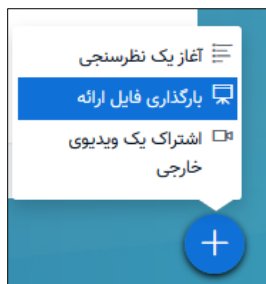 آغاز یک نظرسنجی
بارگذاری فایل ارائه
اشتراک یک ویدیوی
خارجی